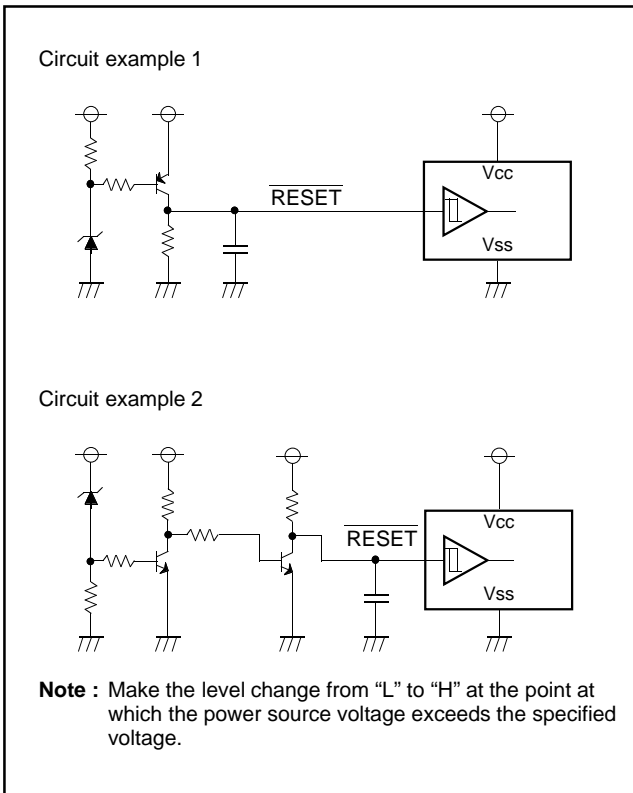 Circuit example 1
RESET
Vcc
Vss
Circuit example 2
RESET
Vcc
Vss
Note : Make the level change from “L” to “H” at the point at
which the power source voltage exceeds the specified
voltage.